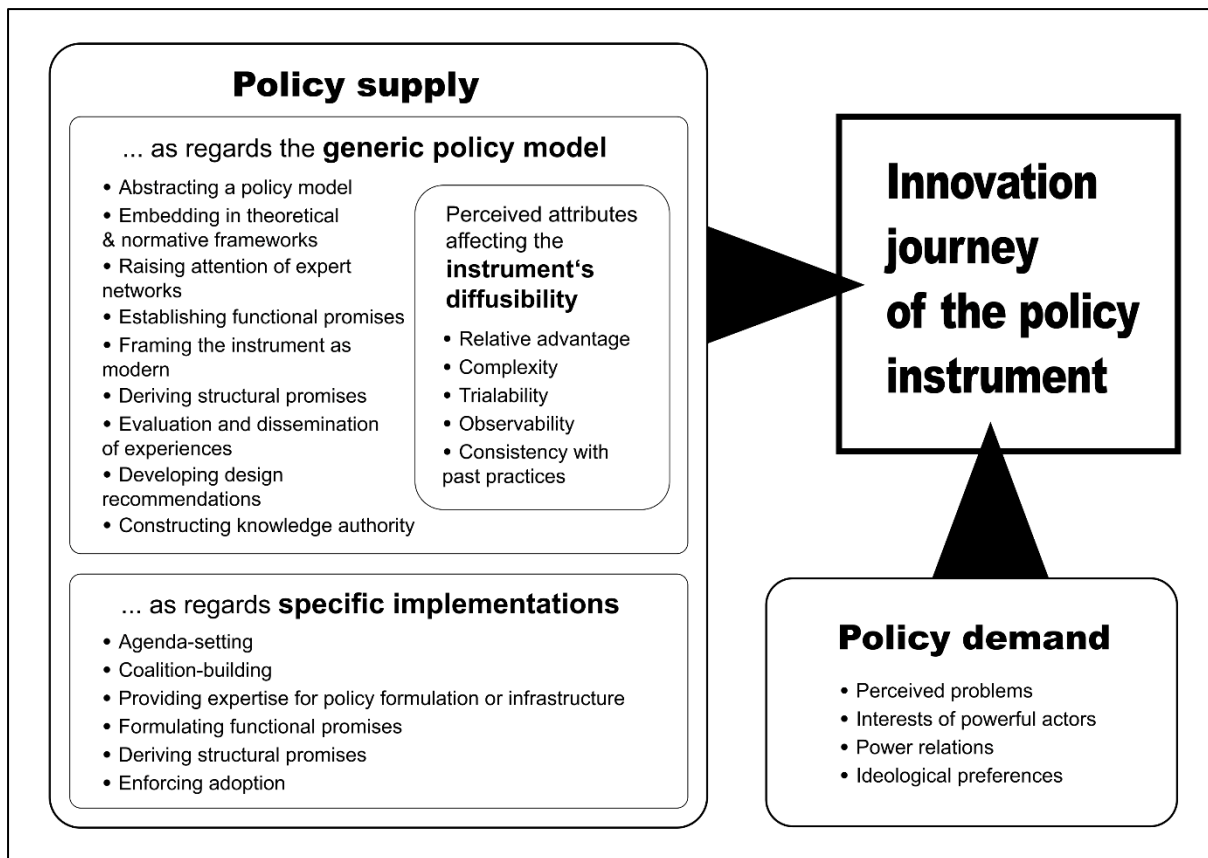 Policy supply
... as regards the generic policy model
• Abstracting a policy model
• Embedding in theoretical
& normative frameworks
• Raising attention of expert
networks
• Establishing functional promises
• Framing the instrument as
modern
• Deriving structural promises
• Evaluation and dissemination
of experiences
• Developing design
recommendations
• Constructing knowledge authority
Perceived attributes
affecting the
instrument‘s
diffusibility
• Relative advantage
• Complexity
• Trialability
• Observability
• Consistency with
past practices
... as regards specific implementations
• Agenda-setting
• Coalition-building
• Providing expertise for policy formulation or infrastructure
• Formulating functional promises
• Deriving structural promises
• Enforcing adoption
Innovation
journey
of the policy
instrument
Policy demand
• Perceived problems
• Interests of powerful actors
• Power relations
• Ideological preferences